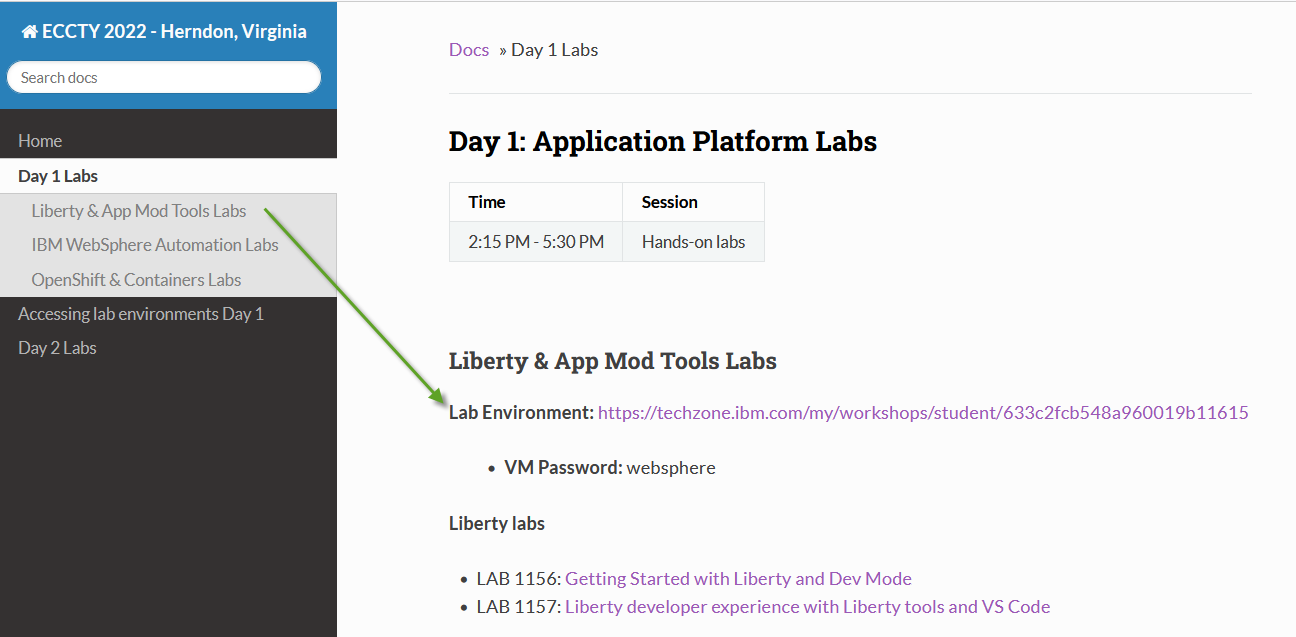 ECCTY 2022 - Herndon, Virginia
Search docs
Home
Day 1 Labs
Liberty & App Mod Tools Labs
IBM WebSphere Automation Labs
OpenShift & Containers Labs
Accessing lab environments Day 1
Day 2 Labs
Docs » Day 1 Labs
Day 1: Application Platform Labs
Time Session
2:15 PM - 5:30 PM Hands-on labs
Liberty & App Mod Tools Labs
Lab Environment: https://techzone.ibm.com/my/workshops/student/633c2fcb548a960019b11615
• VM Password: websphere
Liberty labs
• LAB 1156: Getting Started with Liberty and Dev Mode
• LAB 1157: Liberty developer experience with Liberty tools and VS Code